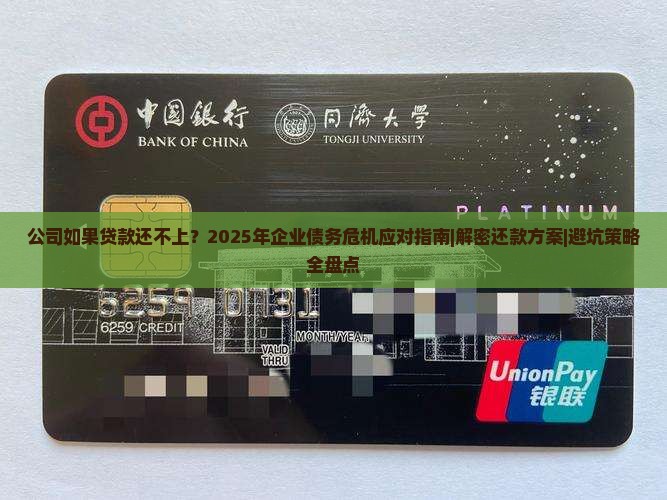 中国銀行
BANK OF CHINA
同濟大學
TONGJI UNIVERSITY
PLATINUM
公司如果贷款还不上？2025年企业债务危机应对指南|解密还款方案|避坑策略
全盘点
6259 0731
6259 CREDIT
MONTH/YEAR
VALID
THRU
UnionPay
银联